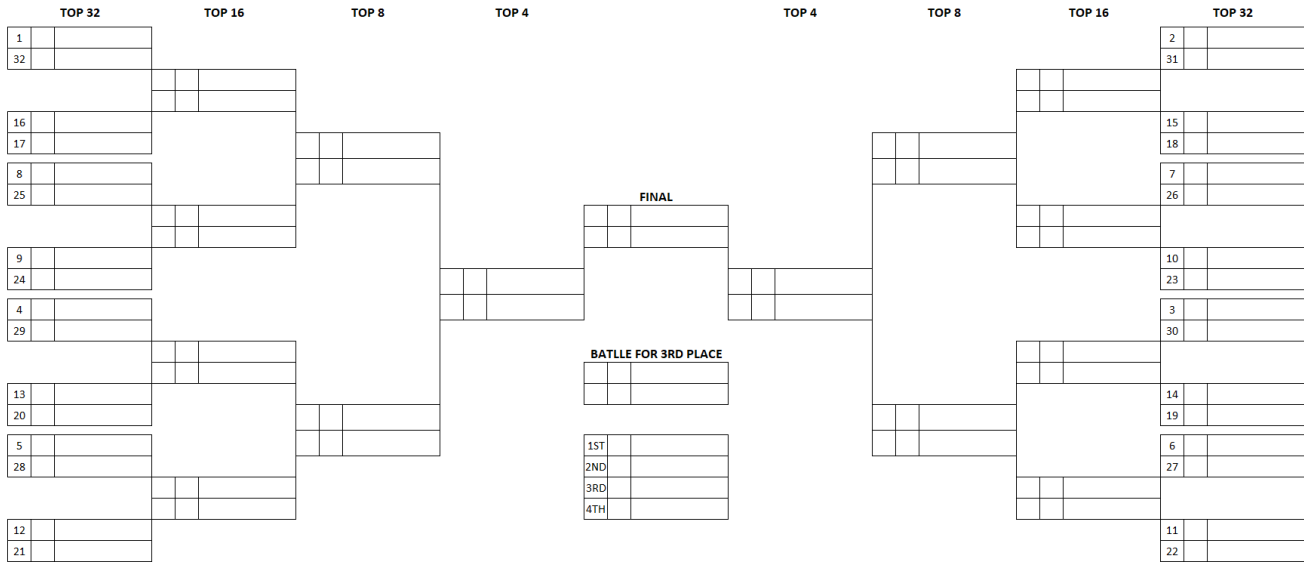 TOP 32 TOP 16 TOP 8 TOP 4 TOP 4 TOP 8 TOP 16 TOP 32
1 2
32 31
16 15
17 18
8 7
25 26
FINAL
9 10
24 23
4 3
29 30
BATLLE FOR 3RD PLACE
13 14
20 19
5 1ST 6
28 2ND 27
3RD
4TH
12 11
21 22